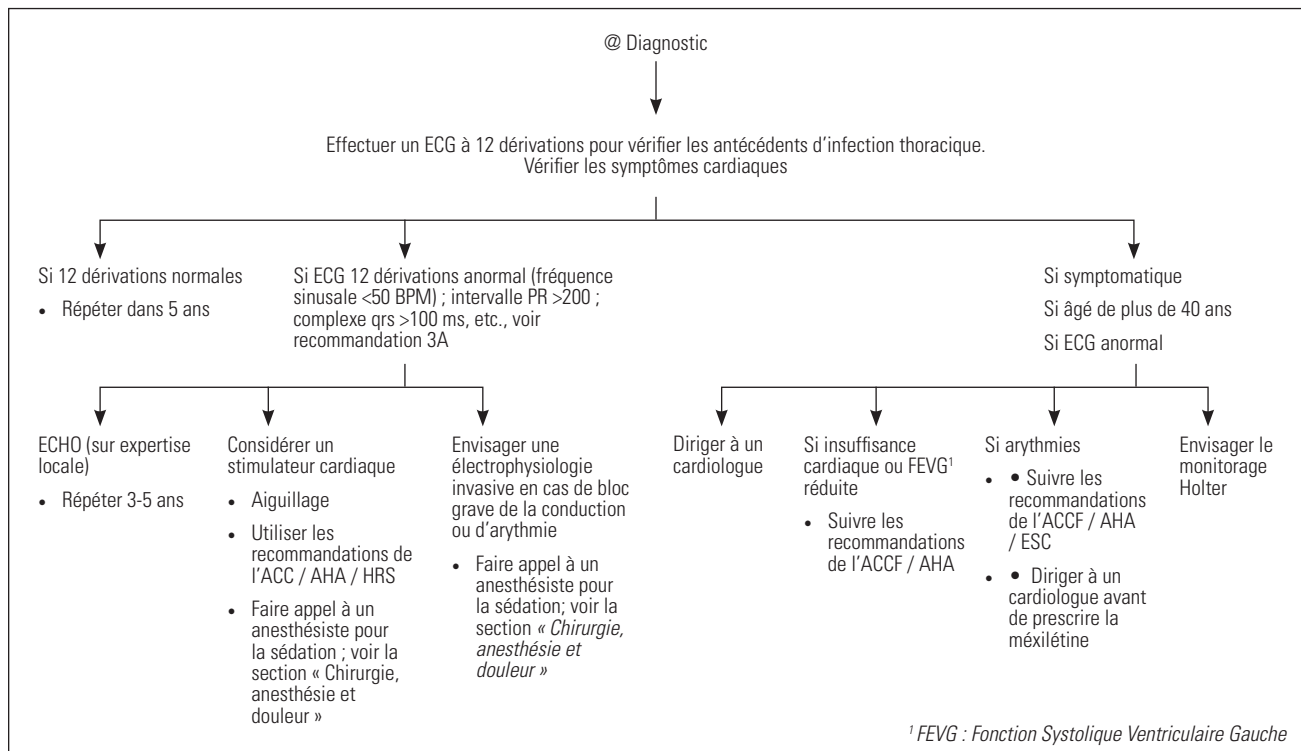 @ Diagnostic
Effectuer un ECG à 12 dérivations pour vérifier les antécédents d’infection thoracique.
Vérifier les symptômes cardiaques
Si 12 dérivations normales
• Répéter dans 5 ans
Si ECG 12 dérivations anormal (fréquence
sinusale <50 BPM) ; intervalle PR >200 ;
complexe qrs >100 ms, etc., voir
recommandation 3A
Si symptomatique
Si âgé de plus de 40 ans
Si ECG anormal
ECHO (sur expertise
locale)
• Répéter 3-5 ans
Considérer un
stimulateur cardiaque
• Aiguillage
• Utiliser les
recommandations de
l’ACC / AHA / HRS
• Faire appel à un
anesthésiste pour
la sédation ; voir la
section « Chirurgie,
anesthésie et
douleur »
Envisager une
électrophysiologie
invasive en cas de bloc
grave de la conduction
ou d’arythmie
• Faire appel à un
anesthésiste pour
la sédation; voir la
section « Chirurgie,
anesthésie et
douleur »
Diriger à un
cardiologue
Si insuffisance
cardiaque ou FEVG¹
réduite
• Suivre les
recommandations
de l’ACCF / AHA
Si arythmies
• • Suivre les
recommandations
de l’ACCF / AHA
/ ESC
• • Diriger à un
cardiologue avant
de prescrire la
méxilétine
Envisager le
monitorage
Holter
¹ FEVG : Fonction Systolique Ventriculaire Gauche